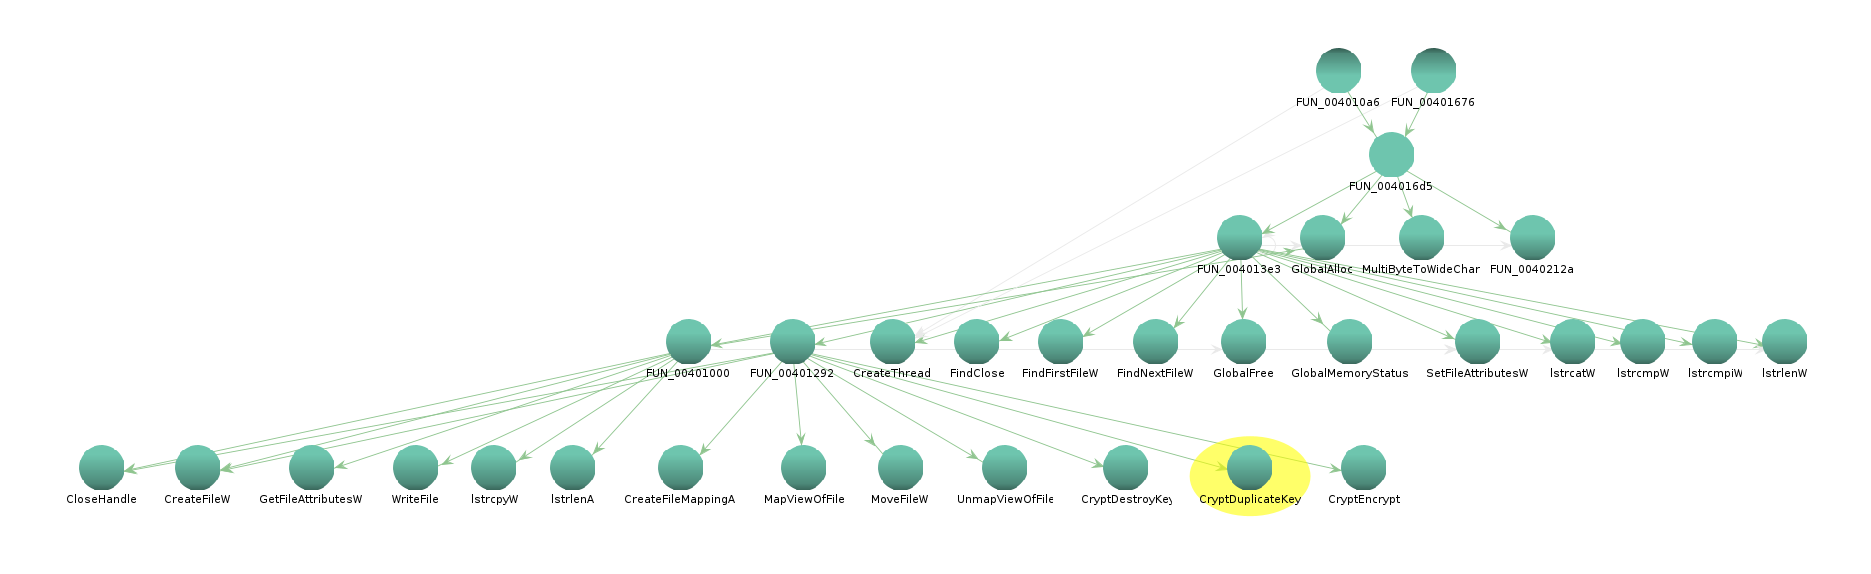 FUN_004010a6
FUN_00401676
FUN_004016d5
FUN_004013e3
GlobalAlloc
MultiByteToWideChar
FUN_0040212a
FUN_00401000
FUN_00401292
CreateThread
FindClose
FindFirstFileW
FindNextFileW
GlobalFree
GlobalMemoryStatus
SetFileAttributesW
lstrcatW
lstrcmpW
lstrcmpiW
lstrlenW
CloseHandle
CreateFileW
GetFileAttributesW
WriteFile
lstrcpyW
lstrlenA
CreateFileMappingA
MapViewOfFile
MoveFileW
UnmapViewOfFile
CryptDestroyKey
CryptDuplicateKey
CryptEncrypt